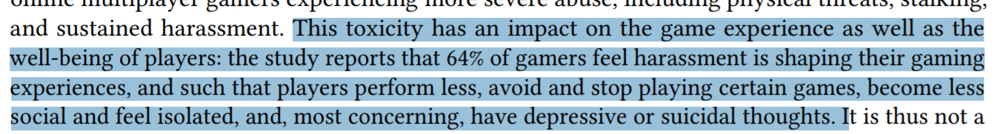 online multiplayer gamers experiencing more severe abuse, including physical threats, stalking,
and sustained harassment. This toxicity has an impact on the game experience as well as the
well-being of players: the study reports that 64% of gamers feel harassment is shaping their gaming
experiences, and such that players perform less, avoid and stop playing certain games, become less
social and feel isolated, and, most concerning, have depressive or suicidal thoughts. It is thus not a